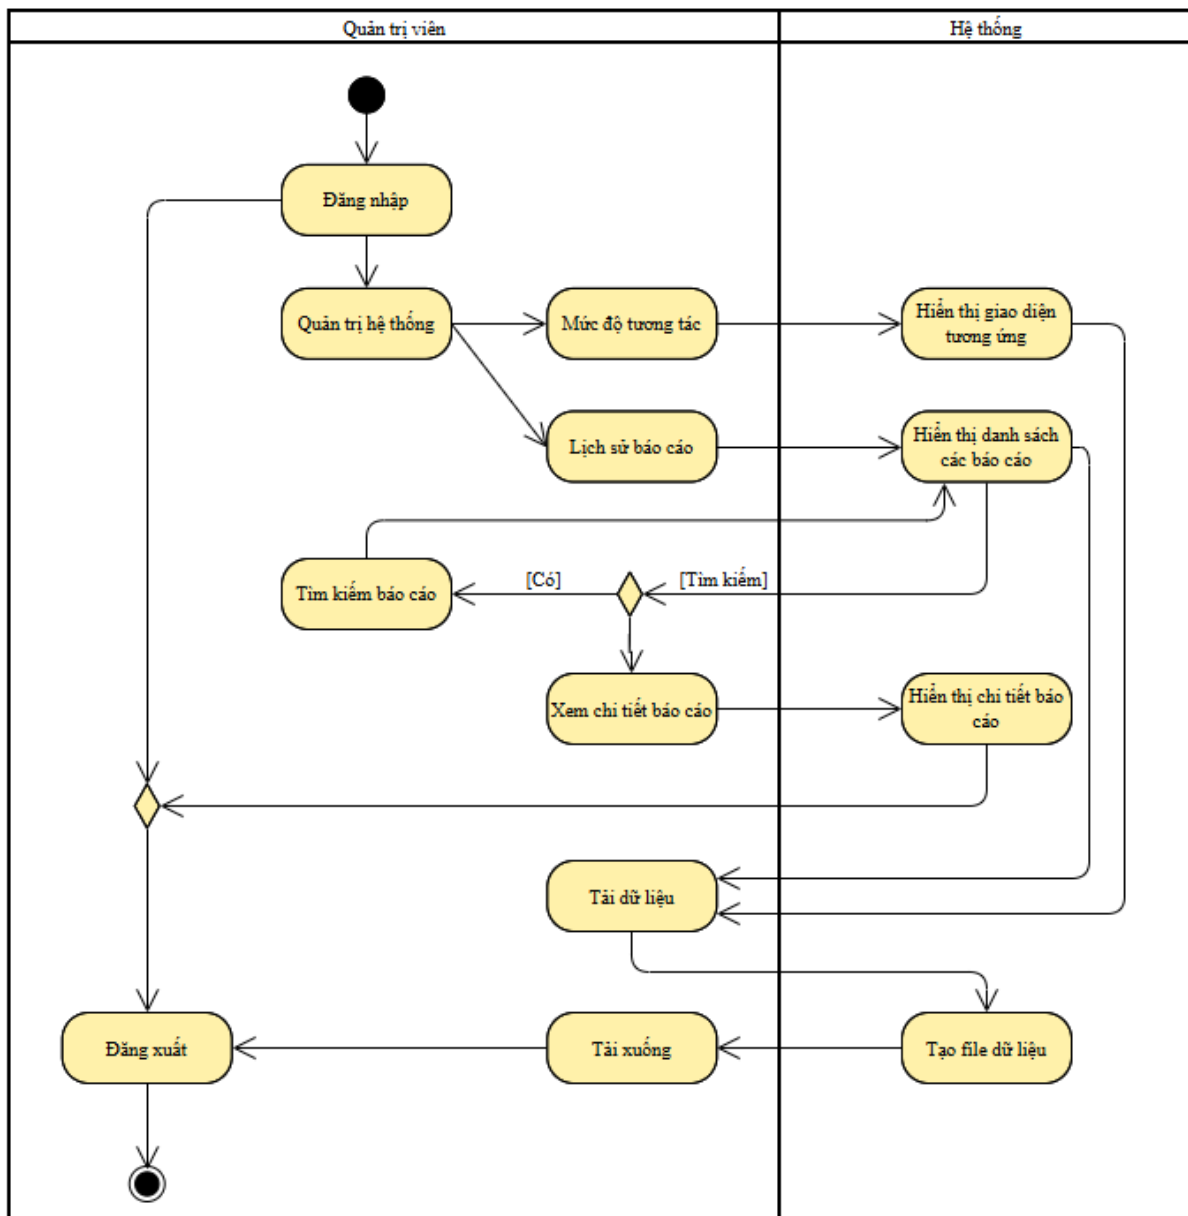 Quản trị viên
Hệ thống
Đăng nhập
Quản trị hệ thống
Mức độ tương tác
Hiển thị giao diện
tương ứng
Lịch sử báo cáo
Hiển thị danh sách
các báo cáo
Tìm kiếm báo cáo
[Có]
[Tìm kiếm]
Xem chi tiết báo cáo
Hiển thị chi tiết báo
cáo
Tải dữ liệu
Đăng xuất
Tải xuống
Tạo file dữ liệu